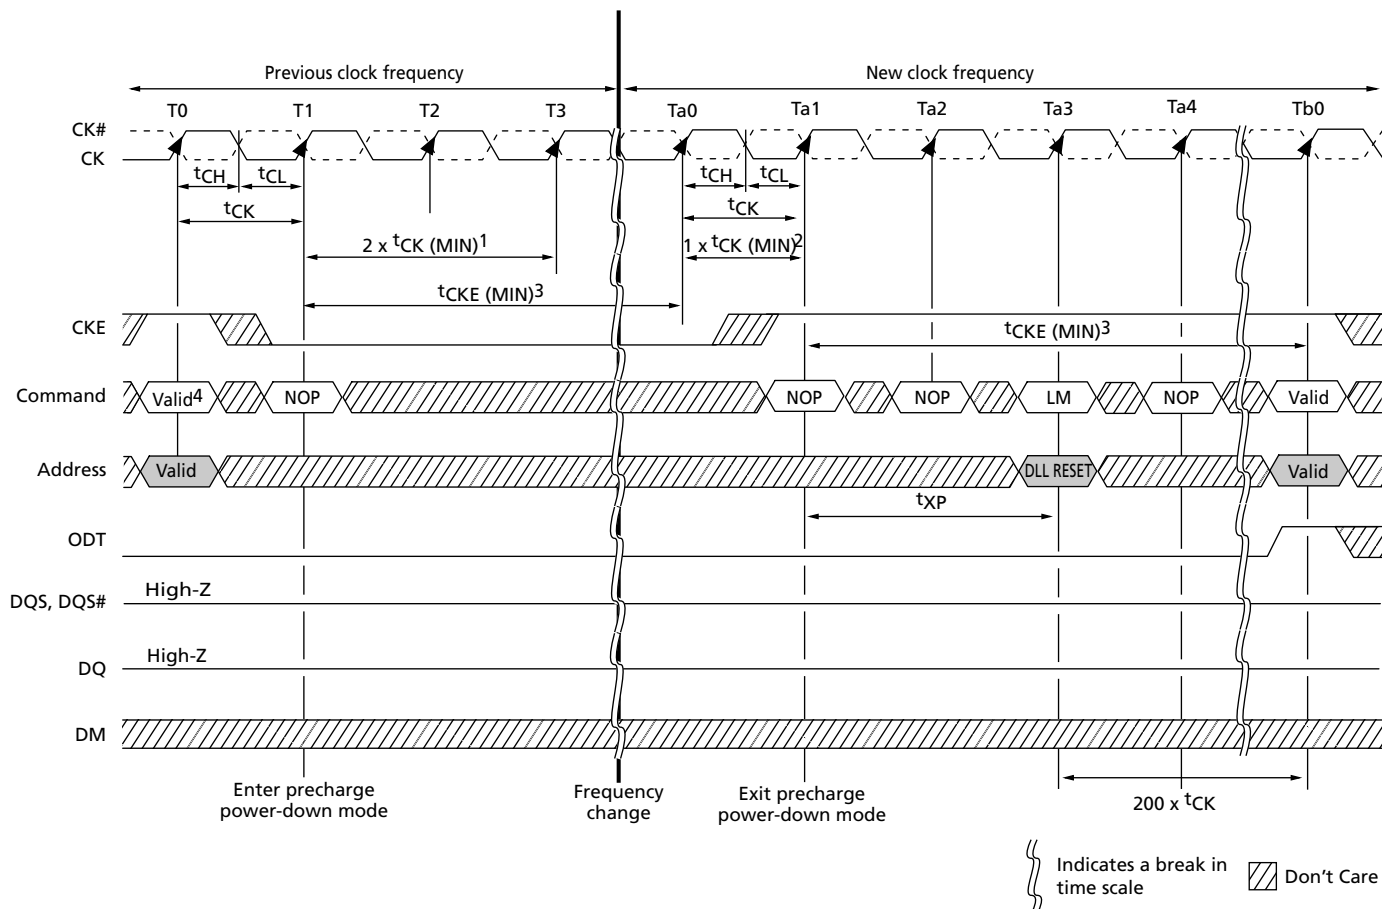 Previous clock frequency
New clock frequency
T0 T1 T2 T3 Ta0 Ta1 Ta2 Ta3 Ta4 Tb0
CK#
CK
tCH tCL tCH tCL
tCK tCK
2 x tCK (MIN)1 1 x tCK (MIN)2
tCKE (MIN)3
CKE
tCKE (MIN)3
Command Valid4 NOP NOP NOP LM NOP Valid
Address Valid DLL RESET Valid
tXP
ODT
High-Z
DQS, DQS#
High-Z
DQ
DM
Enter precharge
power-down mode
Frequency
change
Exit precharge
power-down mode
200 x tCK
Indicates a break in
time scale
Don't Care